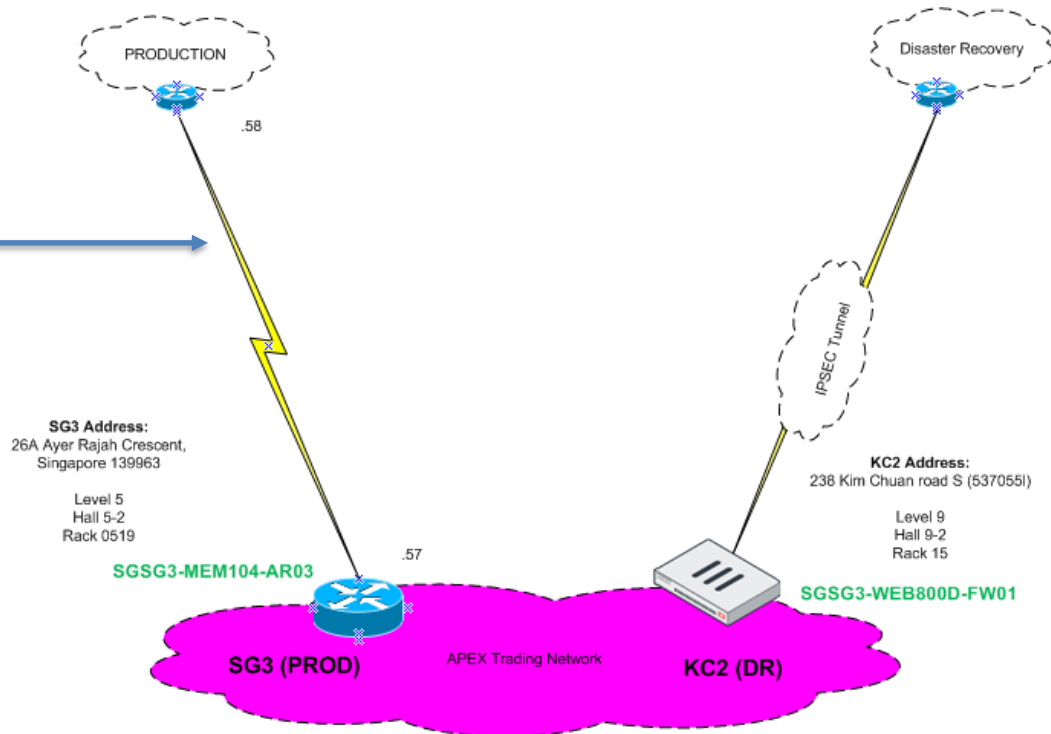 PRODUCTION
Disaster Recovery
.58
IPSEC Tunnel
SG3 Address:
26A Ayer Rajah Crescent,
Singapore 139963
Level 5
Hall 5-2
Rack 0519
KC2 Address:
238 Kim Chuan road S (537055l)
Level 9
Hall 9-2
Rack 15
.57
SGSG3-MEM104-AR03
SGSG3-WEB800D-FW01
SG3 (PROD)
APEX Trading Network
KC2 (DR)